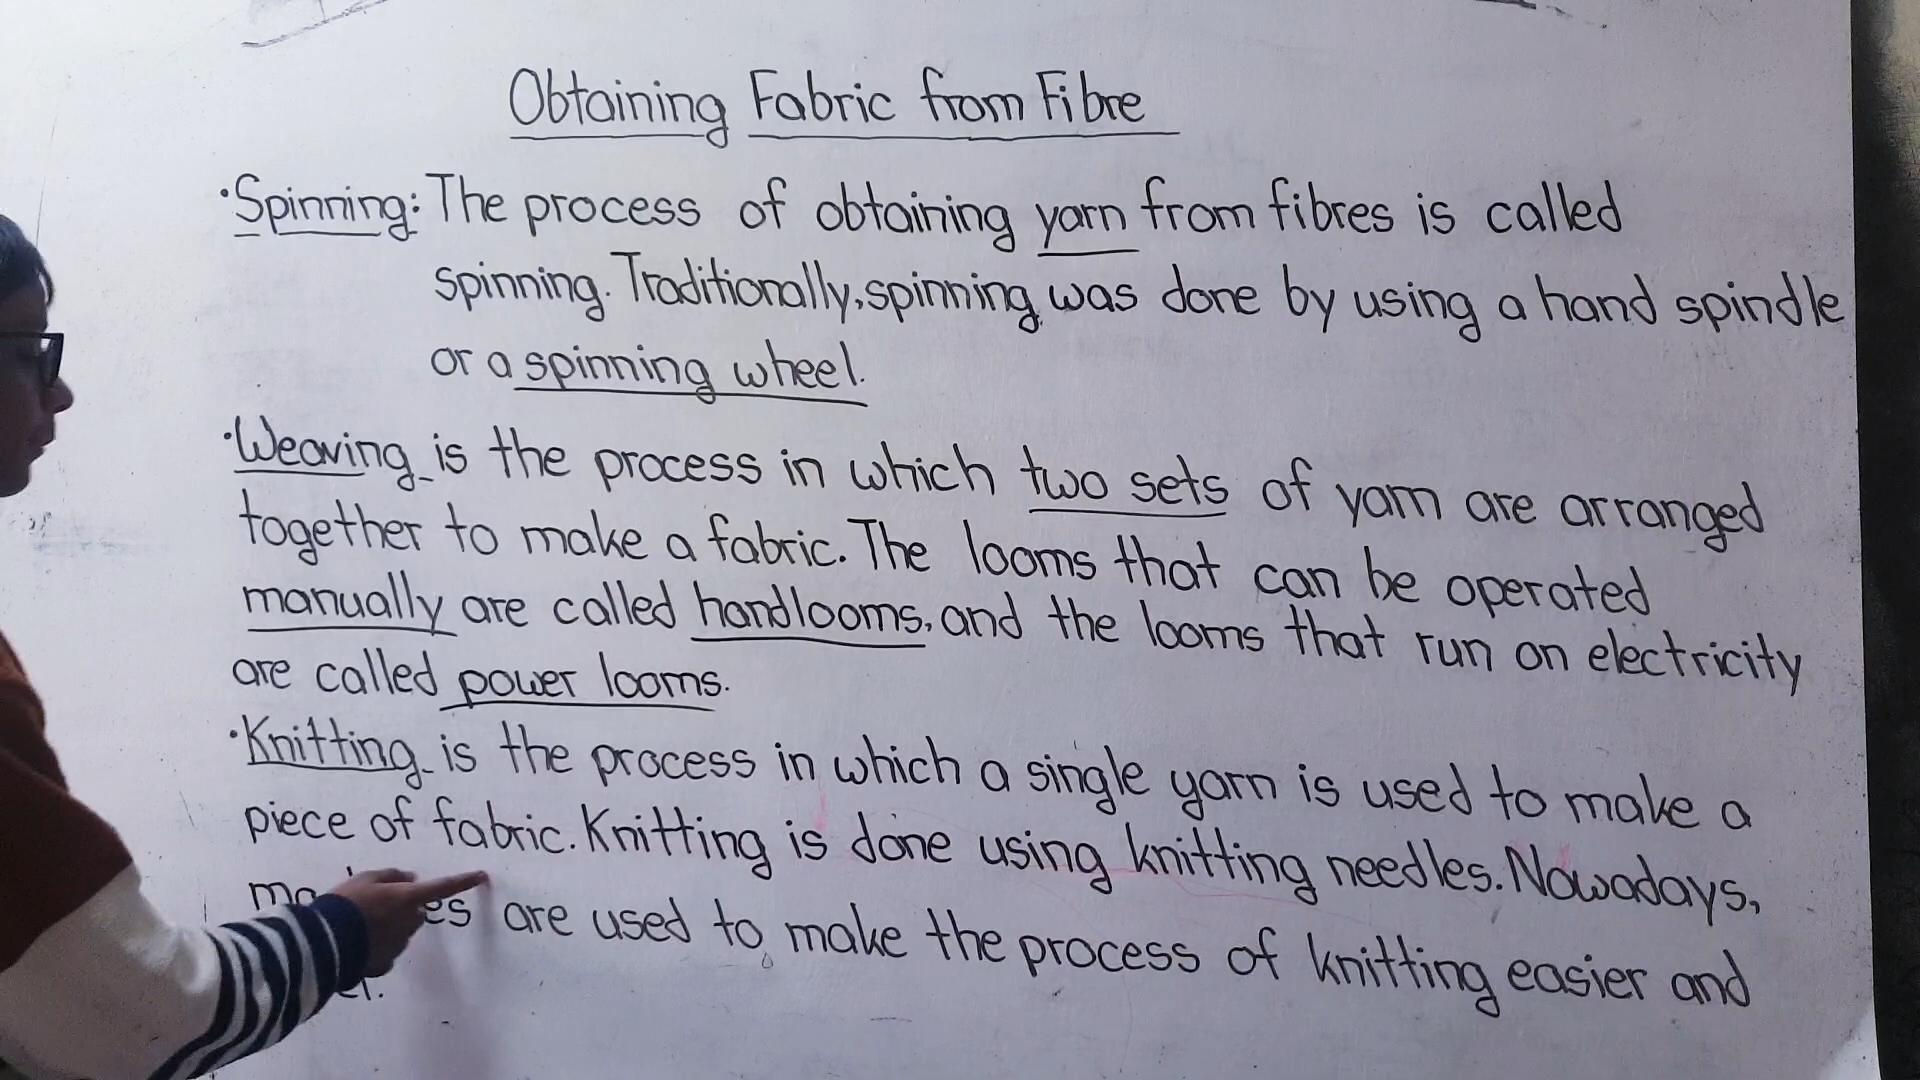 Obtaining Fabric from Fibre
·Spinning: The process of obtaining yarn from fibres is called
spinning. Traditionally, spinning was done by using a hand spindle
or a spinning wheel.
·Weaving is the process in which two sets of yarn are arranged
together to make a fabric. The looms that can be operated
manually are called handlooms, and the looms that run on electricity
are called power looms.
·Knitting is the process in which a single yarn is used to make a
piece of fabric. Knitting is done using knitting needles. Nowadays,
are used to make the process of knitting easier and